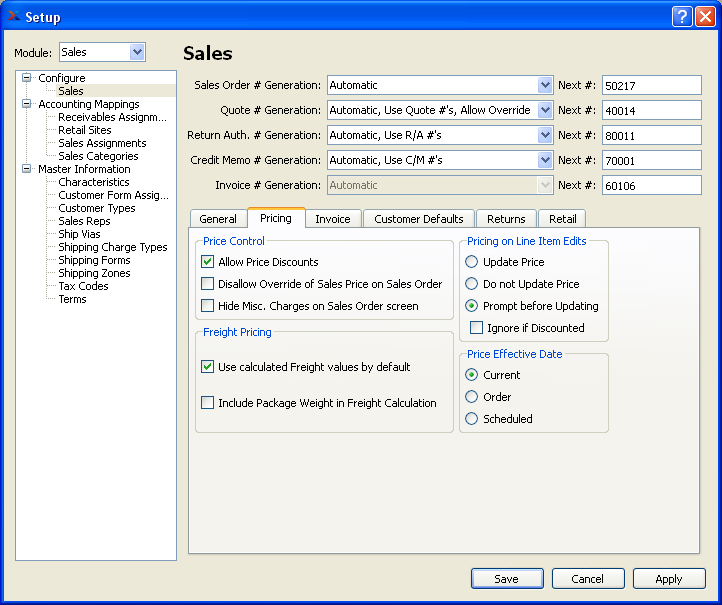 Setup
Module: Sales
Configure
Sales
Accounting Mappings
Receivables Assignm...
Retail Sites
Sales Assignments
Sales Categories
Master Information
Characteristics
Customer Form Assig...
Customer Types
Sales Reps
Ship Vias
Shipping Charge Types
Shipping Forms
Shipping Zones
Tax Codes
Terms
Sales
Sales Order # Generation: Automatic Next #: 50217
Quote # Generation: Automatic, Use Quote #'s, Allow Override Next #: 40014
Return Auth. # Generation: Automatic, Use R/A #'s Next #: 80011
Credit Memo # Generation: Automatic, Use C/M #'s Next #: 70001
Invoice # Generation: Automatic Next #: 60106
General Pricing Invoice Customer Defaults Returns Retail
Price Control
Allow Price Discounts
Disallow Override of Sales Price on Sales Order
Hide Misc. Charges on Sales Order screen
Freight Pricing
Use calculated Freight values by default
Include Package Weight in Freight Calculation
Pricing on Line Item Edits
Update Price
Do not Update Price
Prompt before Updating
Ignore if Discounted
Price Effective Date
Current
Order
Scheduled
Save Cancel Apply